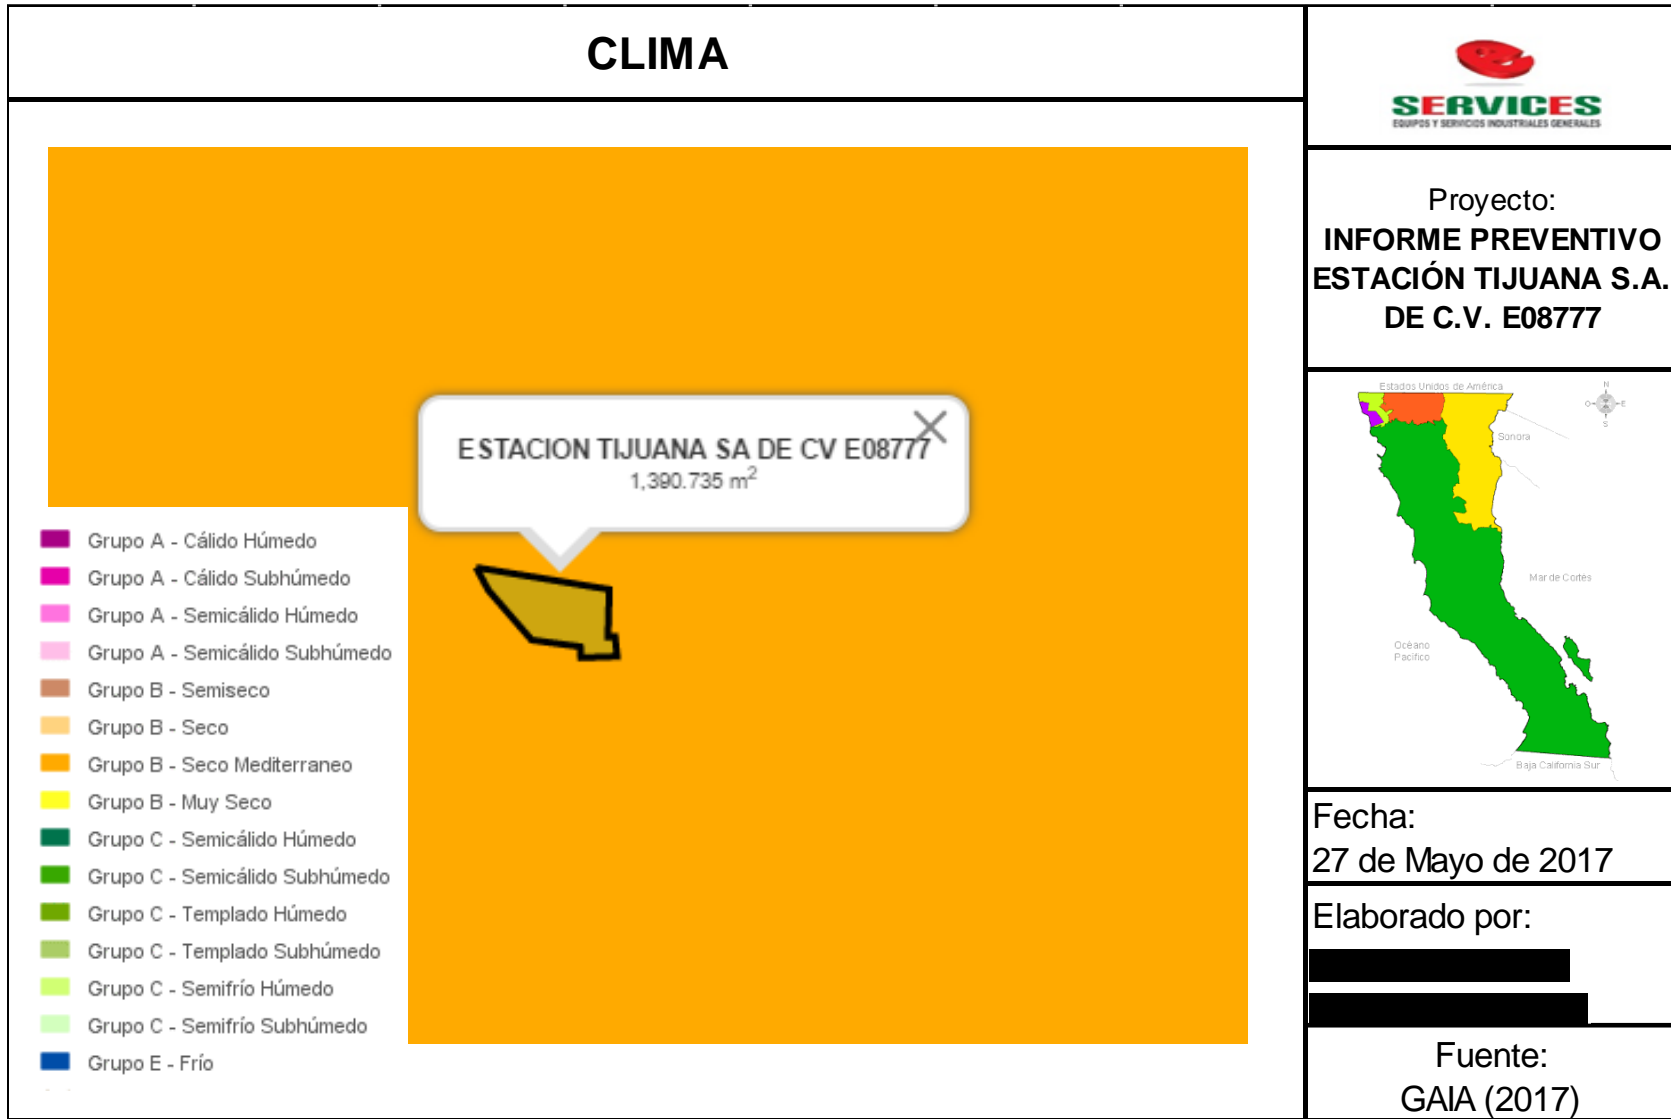 CLIMA
ESTACION TIJUANA SA DE CV E08777
1,390.735 m²
Grupo A - Cálido Húmedo
Grupo A - Cálido Subhúmedo
Grupo A - Semicálido Húmedo
Grupo A - Semicálido Subhúmedo
Grupo B - Semiseco
Grupo B - Seco
Grupo B - Seco Mediterraneo
Grupo B - Muy Seco
Grupo C - Semicálido Húmedo
Grupo C - Semicálido Subhúmedo
Grupo C - Templado Húmedo
Grupo C - Templado Subhúmedo
Grupo C - Semifrío Húmedo
Grupo C - Semifrío Subhúmedo
Grupo E - Frío
SERVICES
EQUIPOS Y SERVICIOS INDUSTRIALES GENERALES
Proyecto:
INFORME PREVENTIVO
ESTACIÓN TIJUANA S.A.
DE C.V. E08777
Estados Unidos de América
N
O
E
S
Sonora
Mar de Cortés
Océano
Pacífico
Baja California Sur
Fecha:
27 de Mayo de 2017
Elaborado por:
Fuente:
GAIA (2017)